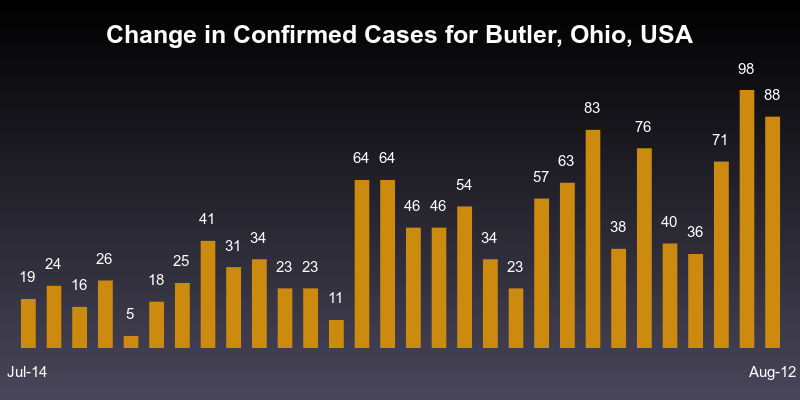 Change in Confirmed Cases for Butler, Ohio, USA
19 24 16 26 5 18 25 41 31 34 23 23 11 64 64 46 46 54 34 23 57 63 83 38 76 40 36 71 98 88
Jul-14 Aug-12